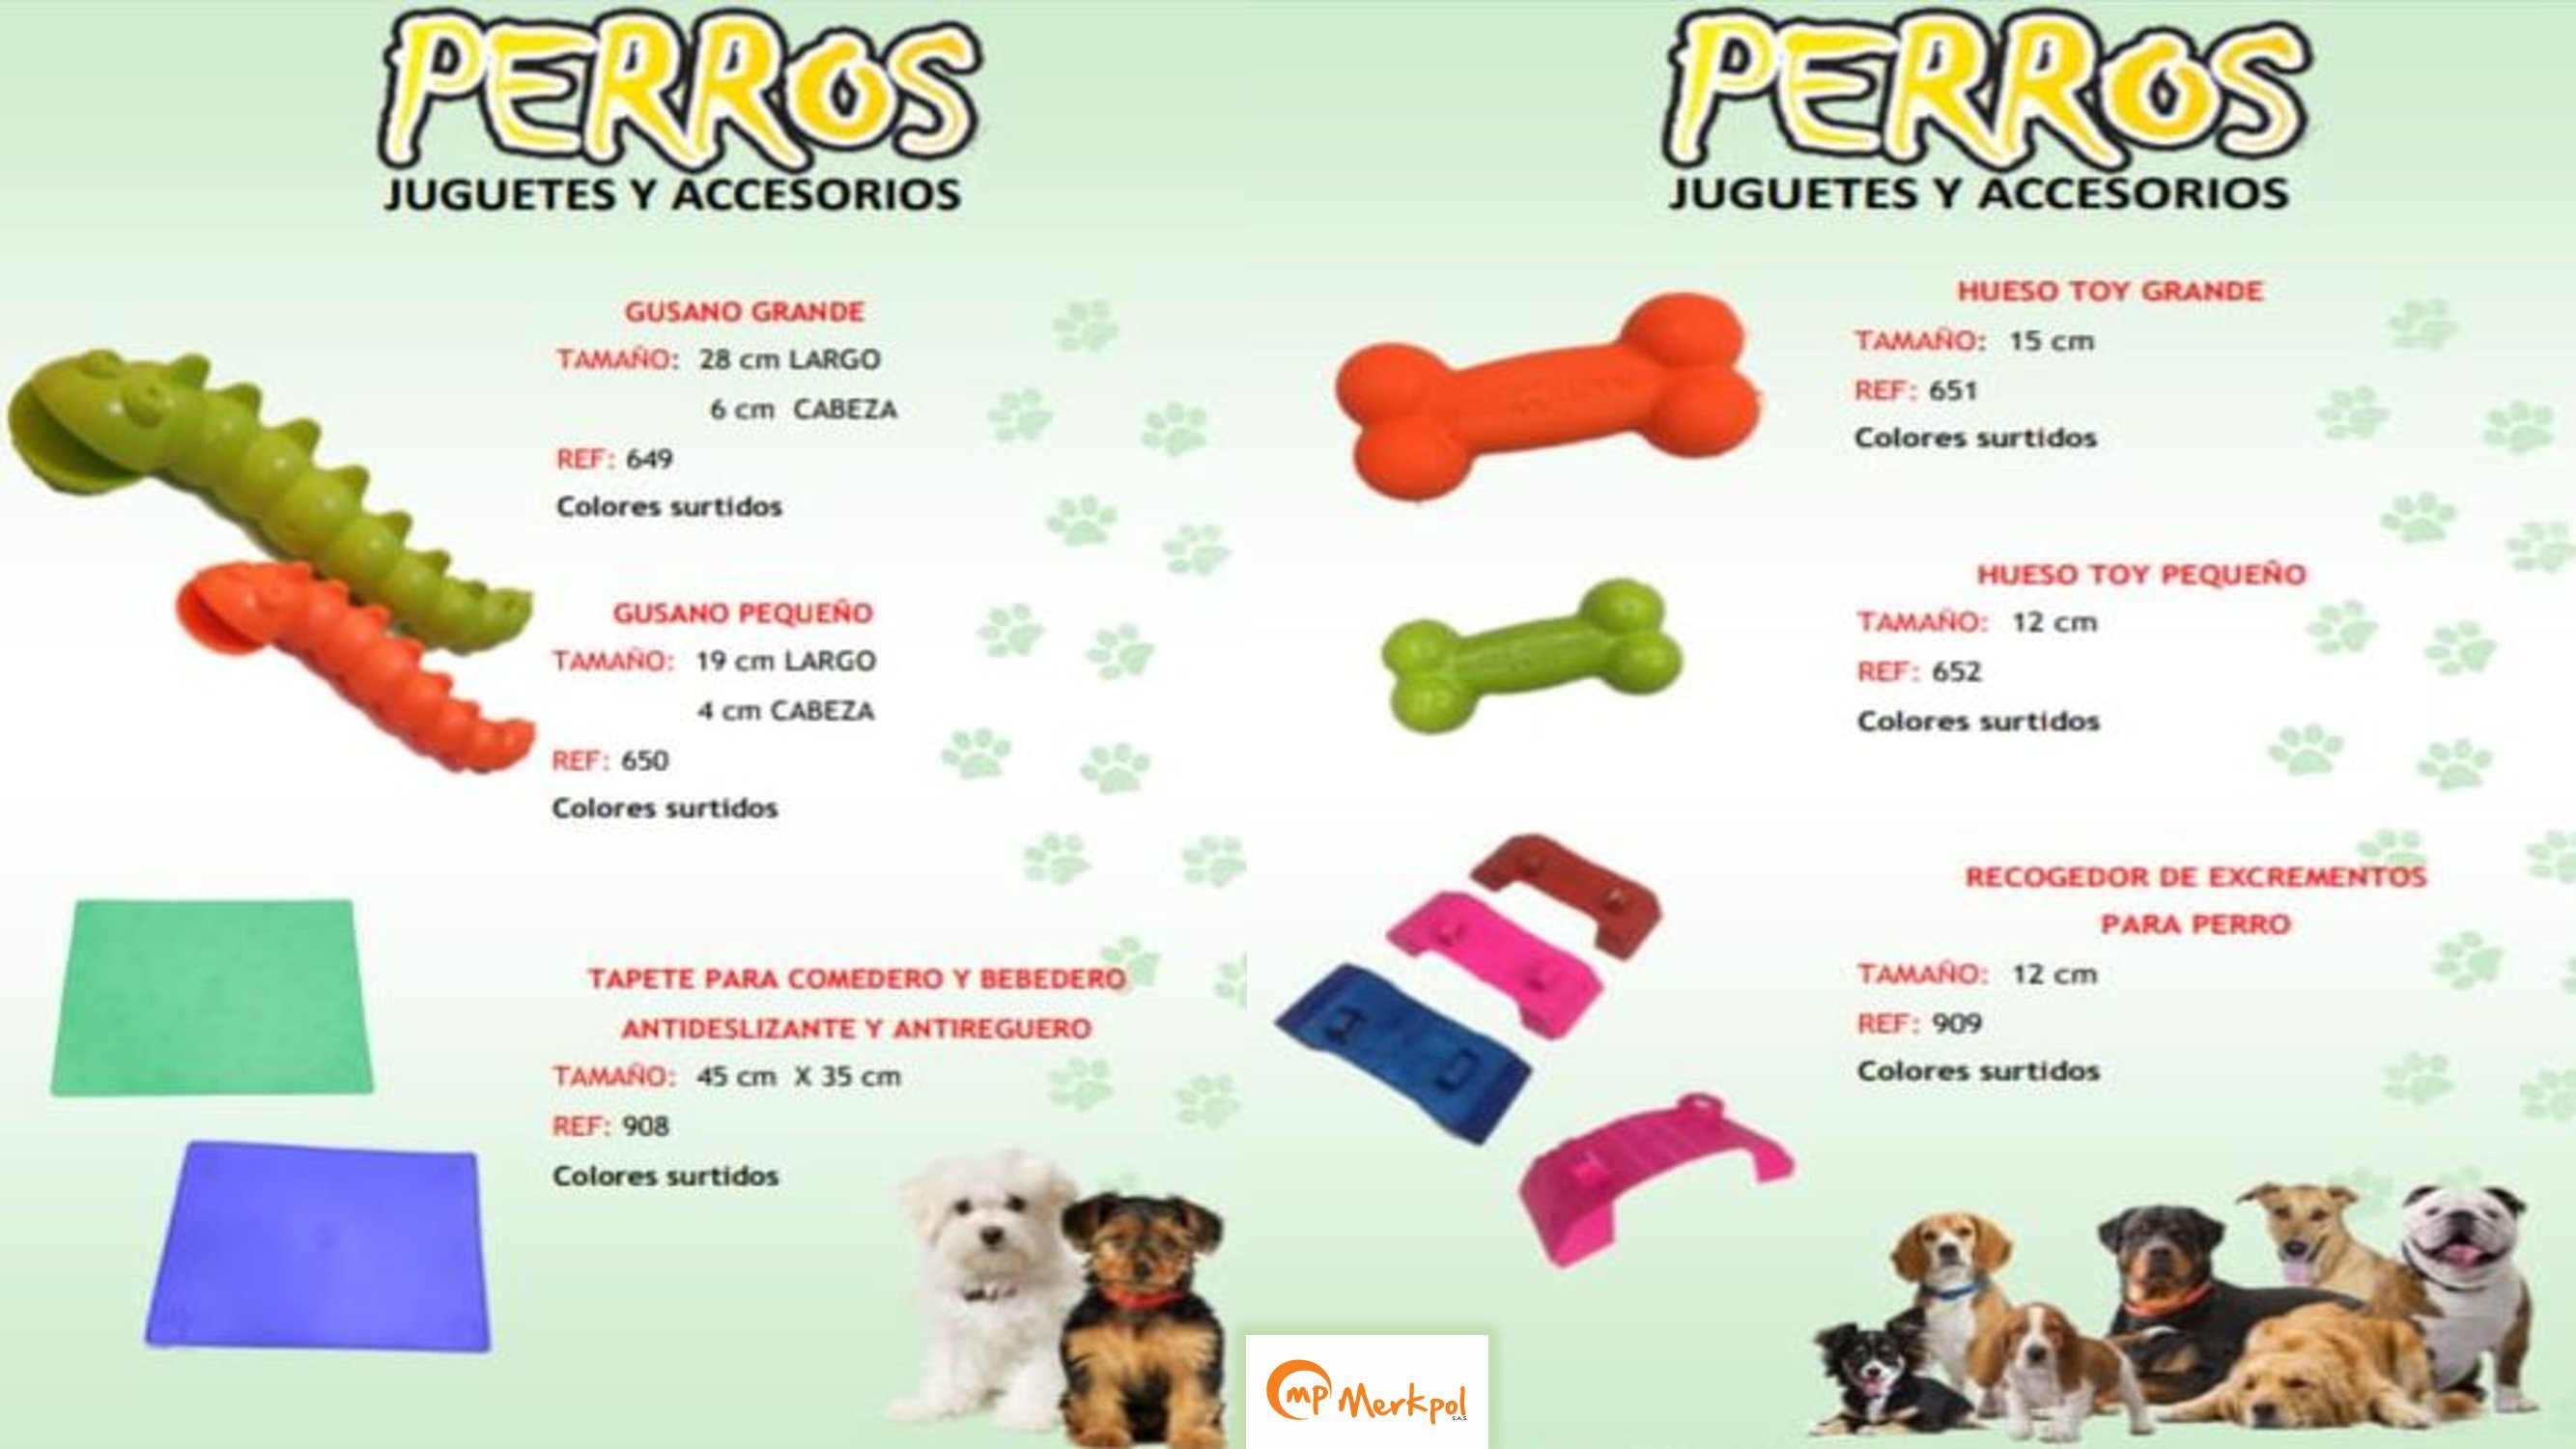 PERROS
JUGUETES Y ACCESORIOS
GUSANO GRANDE
TAMAÑO: 28 cm LARGO
6 cm CABEZA
REF: 649
Colores surtidos
GUSANO PEQUEÑO
TAMAÑO: 19 cm LARGO
4 cm CABEZA
REF: 650
Colores surtidos
TAPETE PARA COMEDERO Y BEBEDERO
ANTIDESLIZANTE Y ANTIREGUERO
TAMAÑO: 45 cm X 35 cm
REF: 908
Colores surtidos
PERROS
JUGUETES Y ACCESORIOS
HUESO TOY GRANDE
TAMAÑO: 15 cm
REF: 651
Colores surtidos
HUESO TOY PEQUEÑO
TAMAÑO: 12 cm
REF: 652
Colores surtidos
RECOGEDOR DE EXCREMENTOS
PARA PERRO
TAMAÑO: 12 cm
REF: 909
Colores surtidos
mp Merkpol
S.A.S.